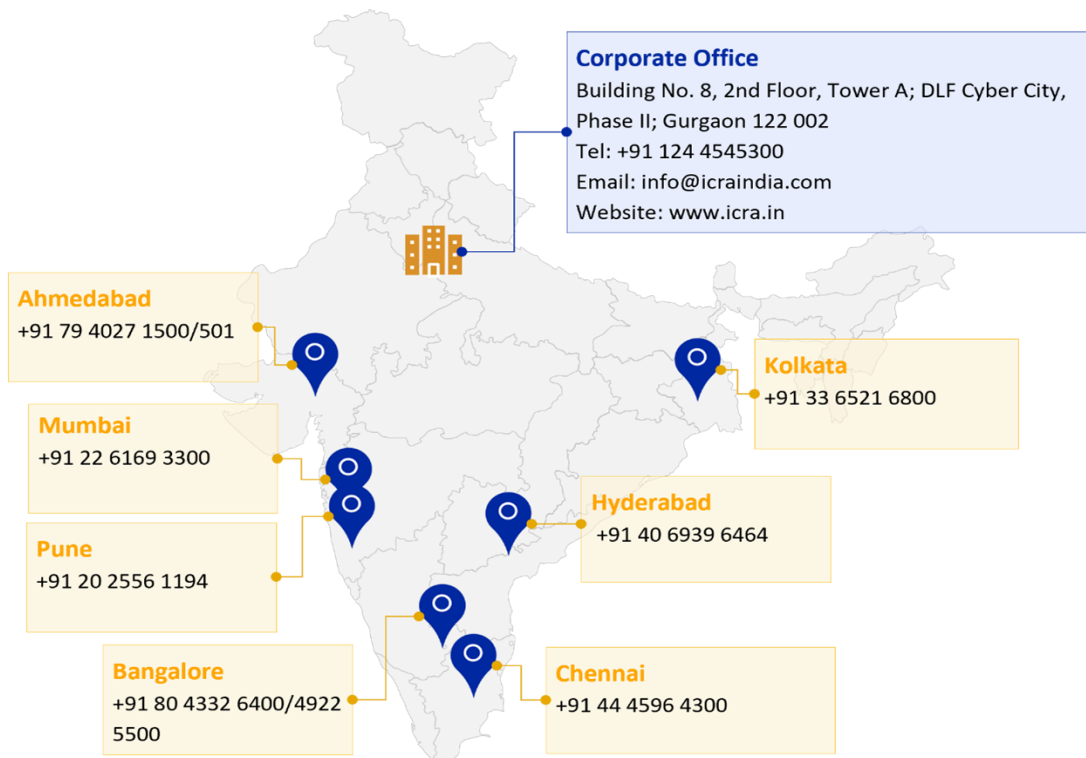 Corporate Office
Building No. 8, 2nd Floor, Tower A; DLF Cyber City,
Phase II; Gurgaon 122 002
Tel: +91 124 4545300
Email: info@icraindia.com
Website: www.icra.in
Ahmedabad
+91 79 4027 1500/501
Kolkata
+91 33 6521 6800
Mumbai
+91 22 6169 3300
Hyderabad
+91 40 6939 6464
Pune
+91 20 2556 1194
Bangalore
+91 80 4332 6400/4922
5500
Chennai
+91 44 4596 4300